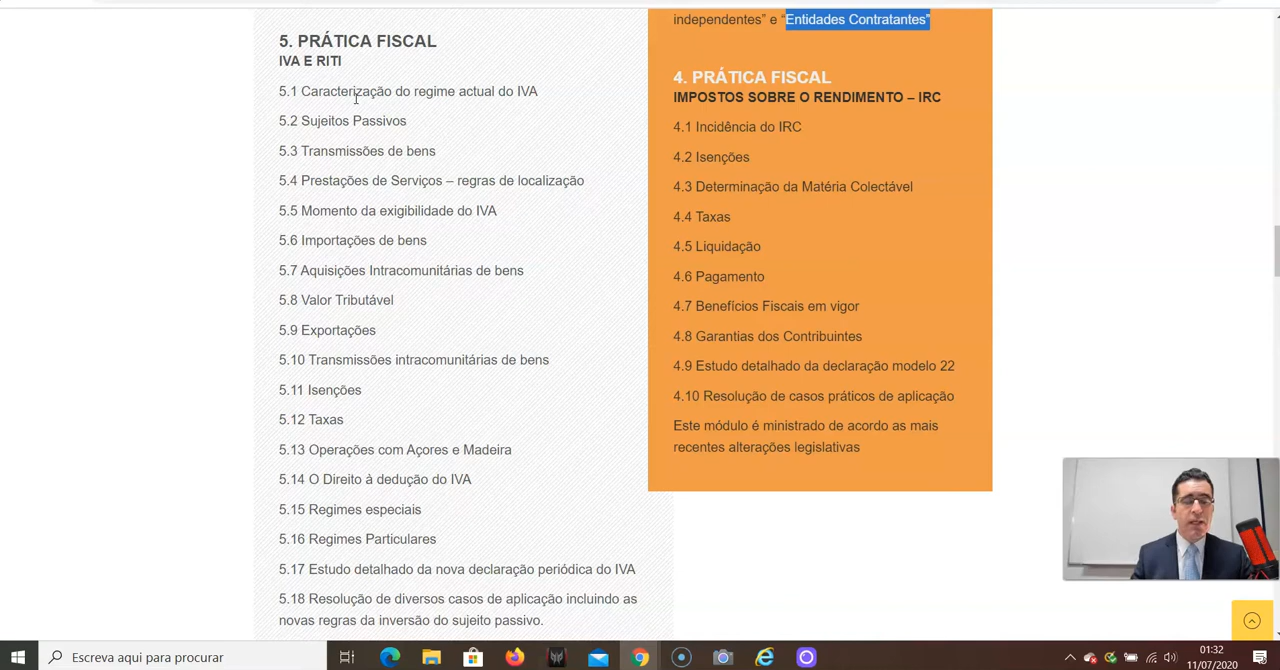 5. PRÁTICA FISCAL
IVA E RITI
5.1 Caracterização do regime actual do IVA
5.2 Sujeitos Passivos
5.3 Transmissões de bens
5.4 Prestações de Serviços – regras de localização
5.5 Momento da exigibilidade do IVA
5.6 Importações de bens
5.7 Aquisições Intracomunitárias de bens
5.8 Valor Tributável
5.9 Exportações
5.10 Transmissões intracomunitárias de bens
5.11 Isenções
5.12 Taxas
5.13 Operações com Açores e Madeira
5.14 O Direito à dedução do IVA
5.15 Regimes especiais
5.16 Regimes Particulares
5.17 Estudo detalhado da nova declaração periódica do IVA
5.18 Resolução de diversos casos de aplicação incluindo as
novas regras da inversão do sujeito passivo.
independentes” e “Entidades Contratantes”
4. PRÁTICA FISCAL
IMPOSTOS SOBRE O RENDIMENTO – IRC
4.1 Incidência do IRC
4.2 Isenções
4.3 Determinação da Matéria Colectável
4.4 Taxas
4.5 Liquidação
4.6 Pagamento
4.7 Benefícios Fiscais em vigor
4.8 Garantias dos Contribuintes
4.9 Estudo detalhado da declaração modelo 22
4.10 Resolução de casos práticos de aplicação
Este módulo é ministrado de acordo as mais
recentes alterações legislativas
Escreva aqui para procurar
01:32
11/07/2020